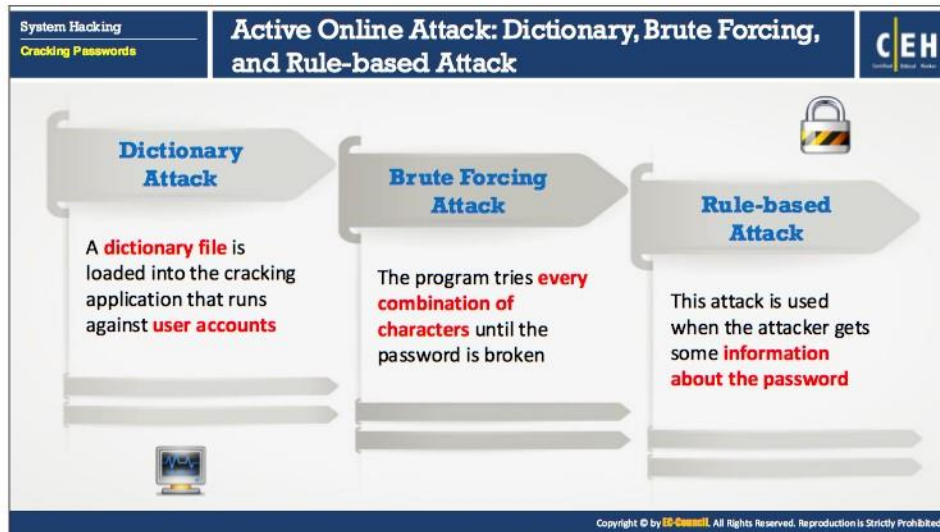 System Hacking
Cracking Passwords
Active Online Attack: Dictionary, Brute Forcing,
and Rule-based Attack
CEH
Certified Ethical Hacker
Dictionary
Attack
A dictionary file is
loaded into the cracking
application that runs
against user accounts
Brute Forcing
Attack
The program tries every
combination of
characters until the
password is broken
Rule-based
Attack
This attack is used
when the attacker gets
some information
about the password
Copyright © by EC-Council. All Rights Reserved. Reproduction is Strictly Prohibited